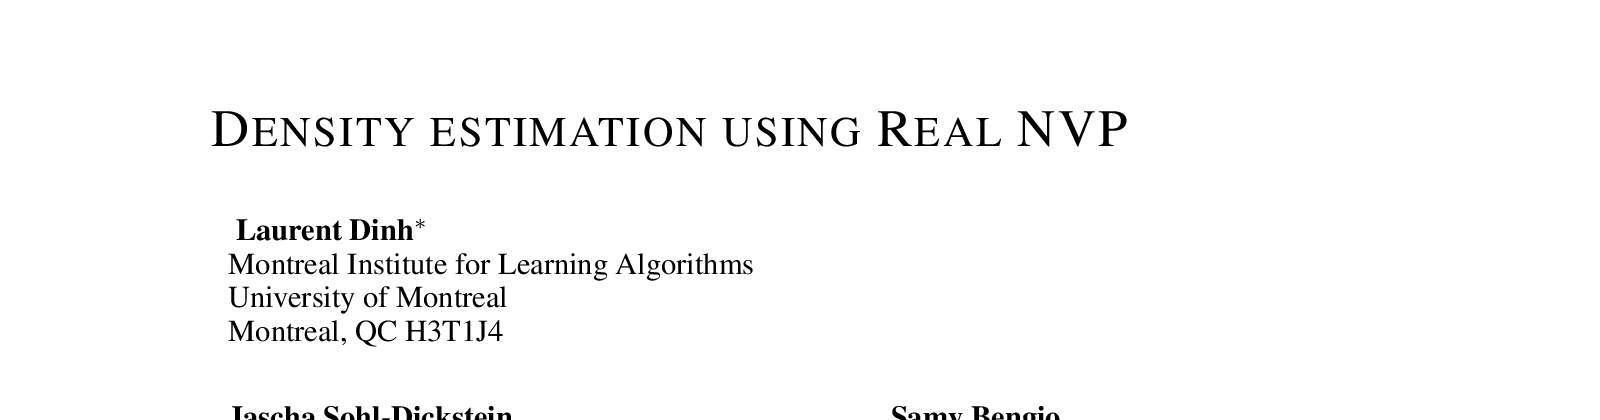 DENSITY ESTIMATION USING REAL NVP
Laurent Dinh*
Montreal Institute for Learning Algorithms
University of Montreal
Montreal, QC H3T1J4
Jascha Sohl-Dickstein
Samy Bengio